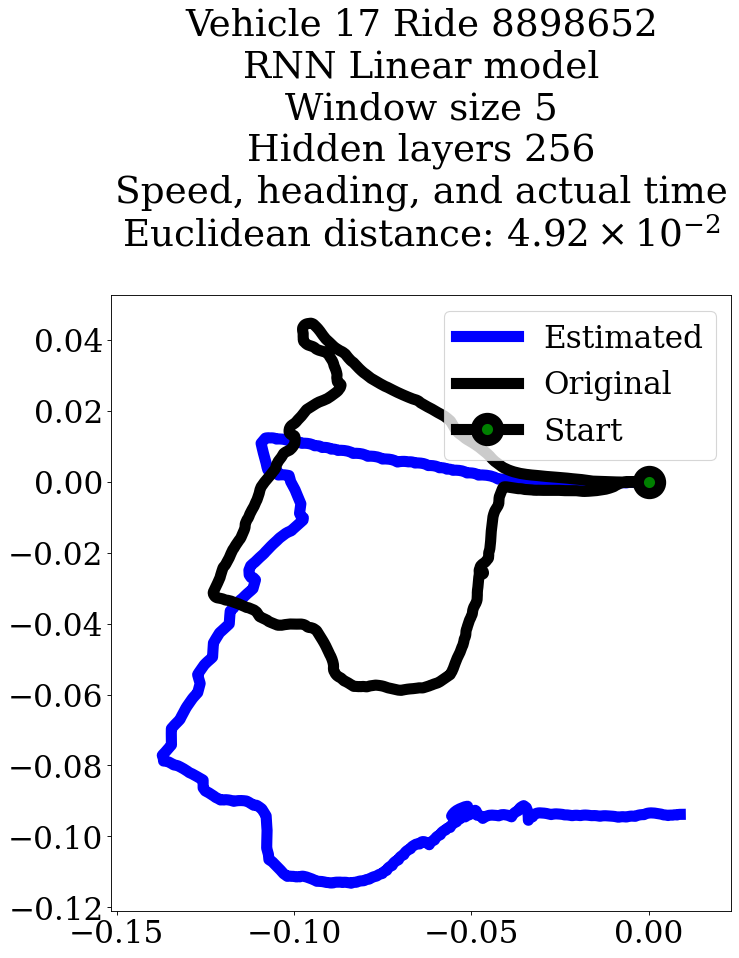 Vehicle 17 Ride 8898652
RNN Linear model
Window size 5
Hidden layers 256
Speed, heading, and actual time
Euclidean distance: 4.92 × 10⁻²
Estimated
Original
Start
0.04
0.02
0.00
−0.02
−0.04
−0.06
−0.08
−0.10
−0.12
−0.15 −0.10 −0.05 0.00